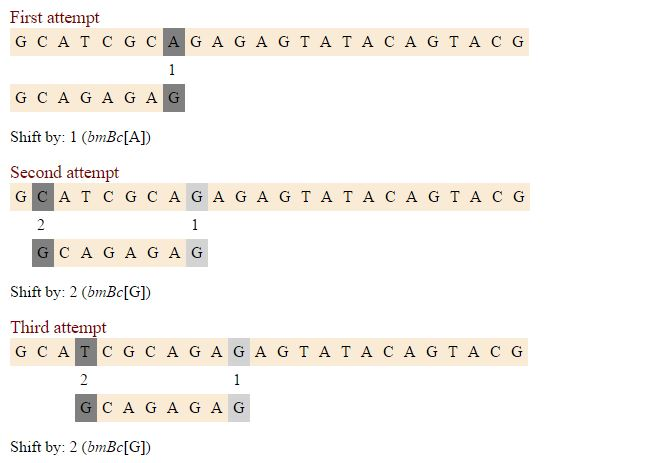 First attempt
G C A T C G C A G A G A G T A T A C A G T A C G
1
G C A G A G A G
Shift by: 1 (bmBc[A])
Second attempt
G C A T C G C A G A G A G T A T A C A G T A C G
2 1
G C A G A G A G
Shift by: 2 (bmBc[G])
Third attempt
G C A T C G C A G A G A G T A T A C A G T A C G
2 1
G C A G A G A G
Shift by: 2 (bmBc[G])